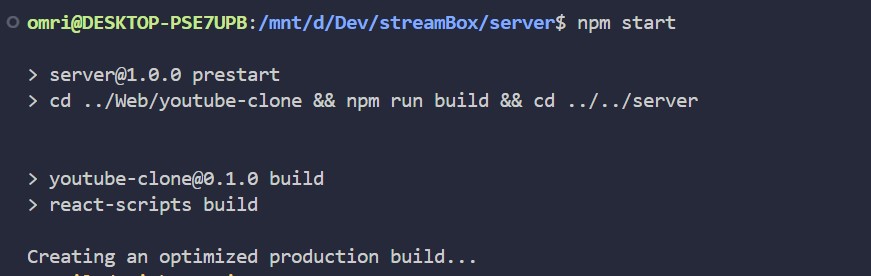 omri@DESKTOP-PSE7UPB:/mnt/d/Dev/streamBox/server$ npm start
> server@1.0.0 prestart
> cd ../Web/youtube-clone && npm run build && cd ../../server
> youtube-clone@0.1.0 build
> react-scripts build
Creating an optimized production build...